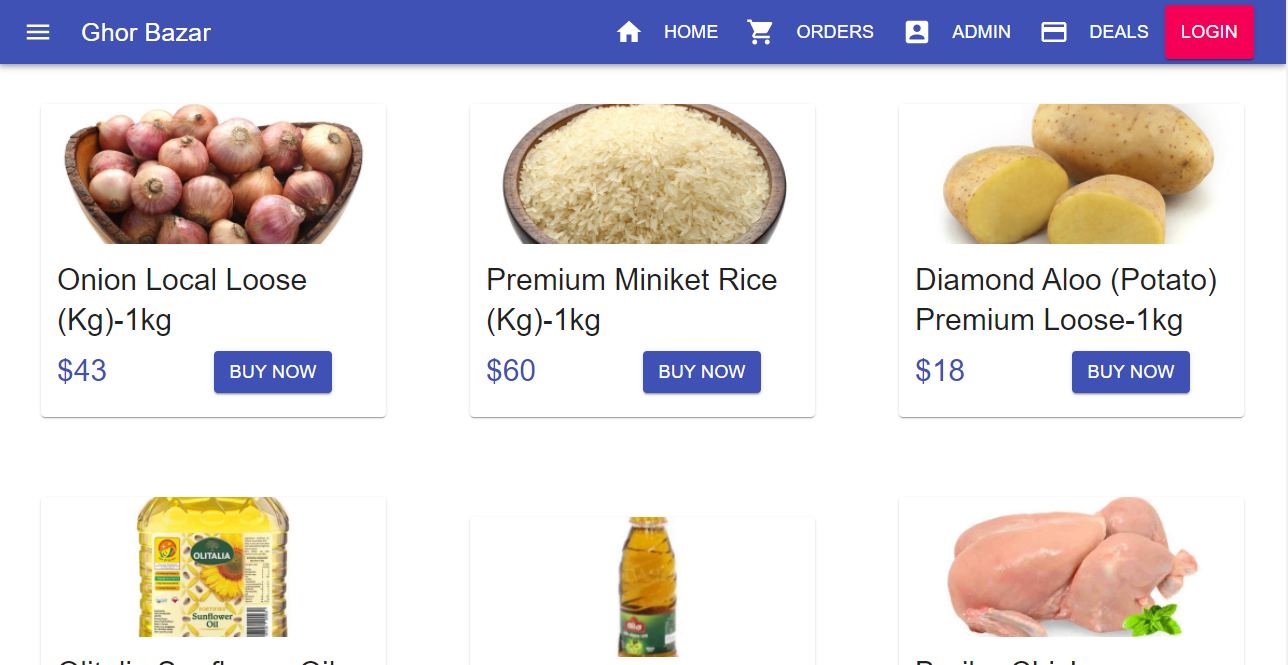 Ghor Bazar
HOME
ORDERS
ADMIN
DEALS
LOGIN
Onion Local Loose
(Kg)-1kg
$43
BUY NOW
Premium Miniket Rice
(Kg)-1kg
$60
BUY NOW
Diamond Aloo (Potato)
Premium Loose-1kg
$18
BUY NOW
OLITALIA
FORTIFIED
Sunflower
Oil